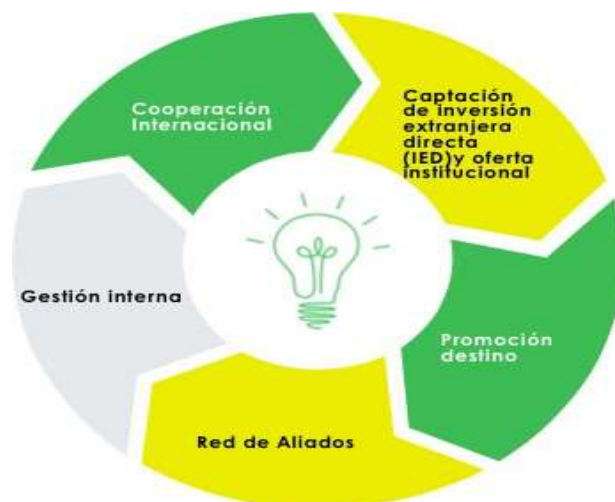 Cooperación
Internacional
Captación
de inversión
extranjera
directa
(IED)y oferta
institucional
Gestión interna
Promoción
destino
Red de Aliados